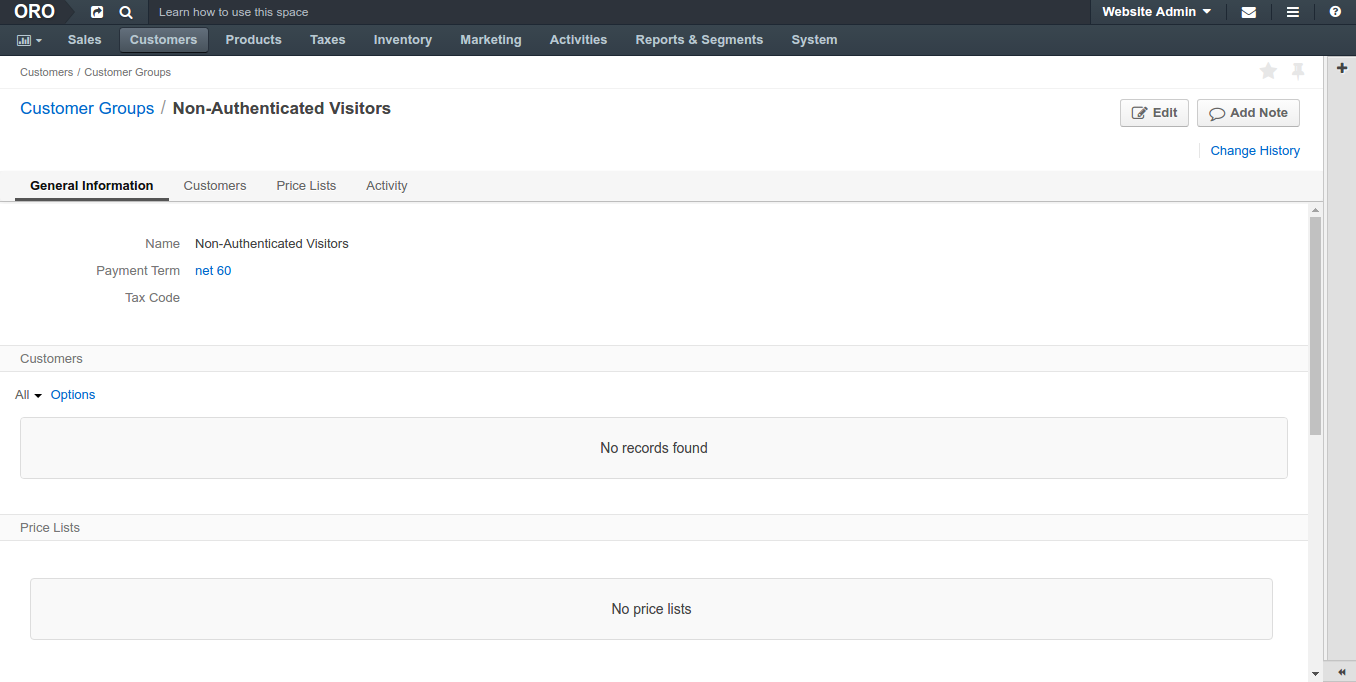 ORO Learn how to use this space Website Admin
Sales Customers Products Taxes Inventory Marketing Activities Reports & Segments System
Customers / Customer Groups
Customer Groups / Non-Authenticated Visitors Edit Add Note
Change History
General Information Customers Price Lists Activity
Name Non-Authenticated Visitors
Payment Term net 60
Tax Code
Customers
All Options
No records found
Price Lists
No price lists